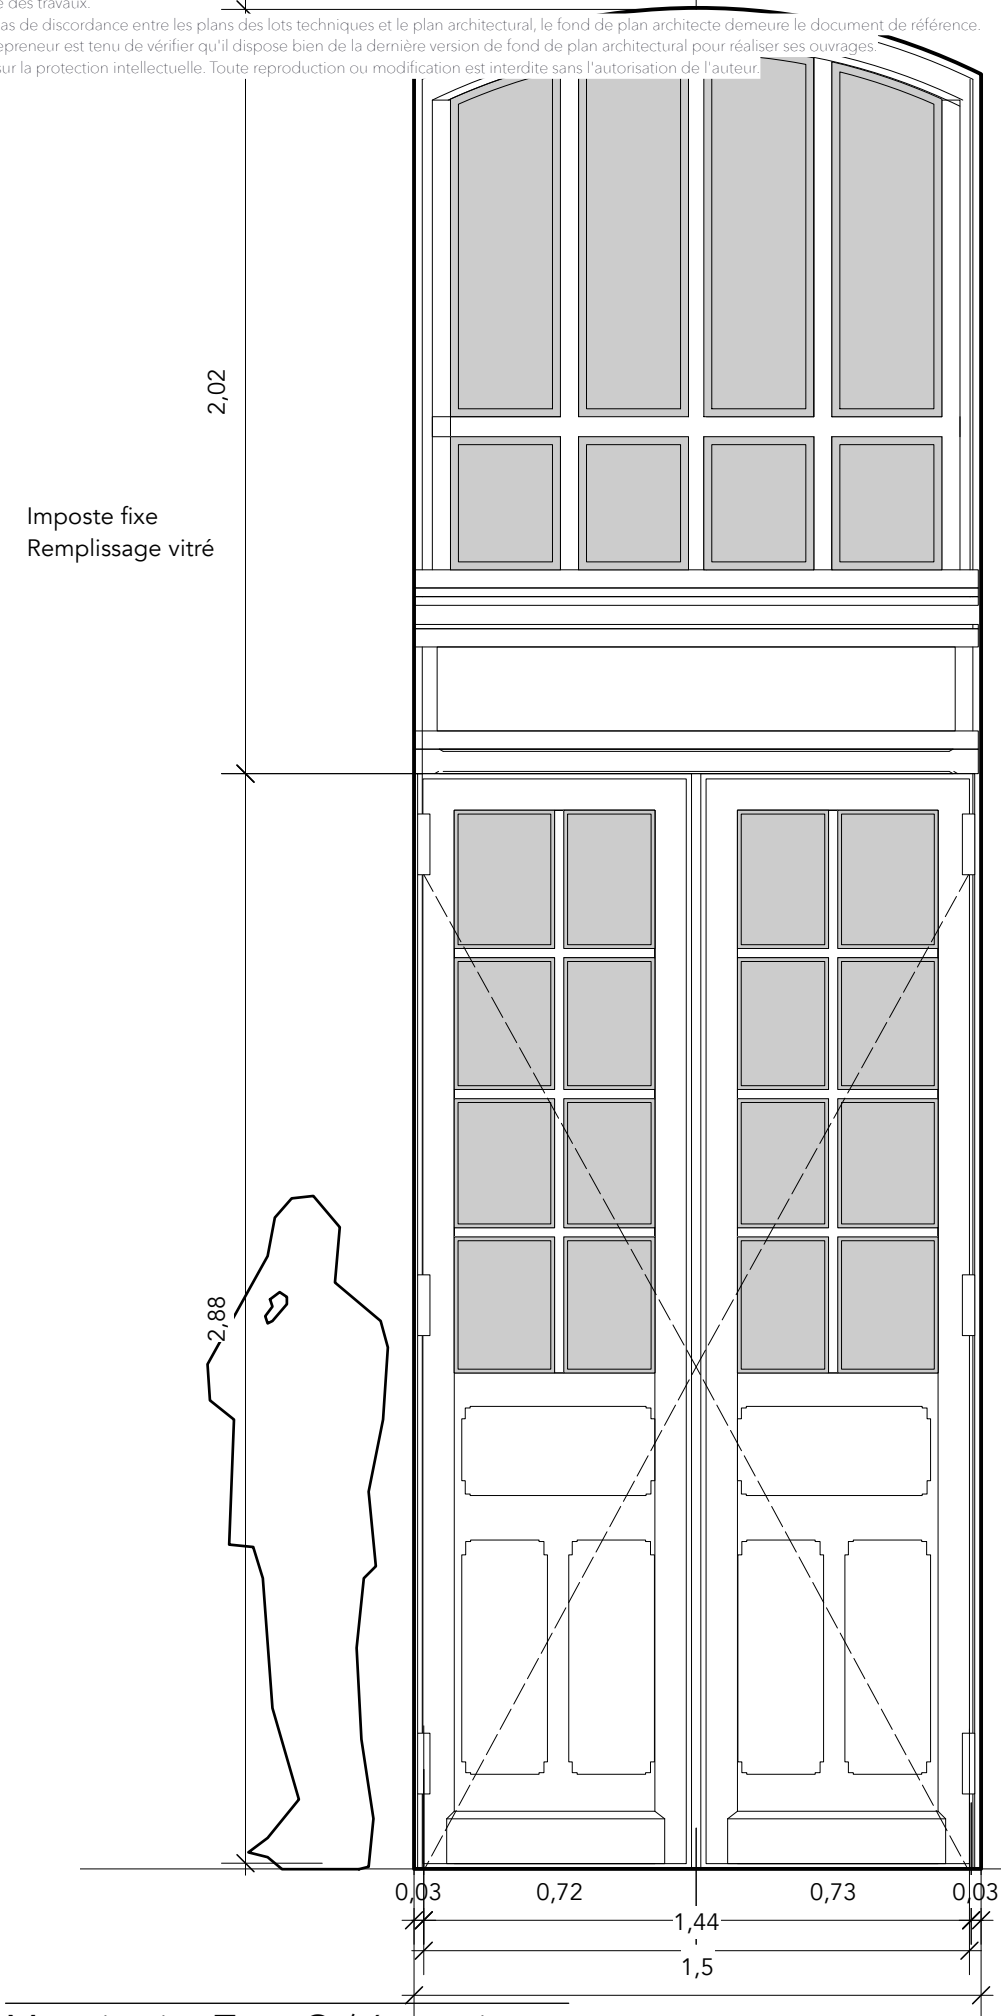 e des travaux.
as de discordance entre les plans des lots techniques et le plan architectural, le fond de plan architecte demeure le document de référence.
epreneur est tenu de vérifier qu'il dispose bien de la dernière version de fond de plan architectural pour réaliser ses ouvrages.
sur la protection intellectuelle. Toute reproduction ou modification est interdite sans l'autorisation de l'auteur.
2,02
Imposte fixe
Remplissage vitré
2,88
0,03 0,72 0,73 0,03
1,44
1,5